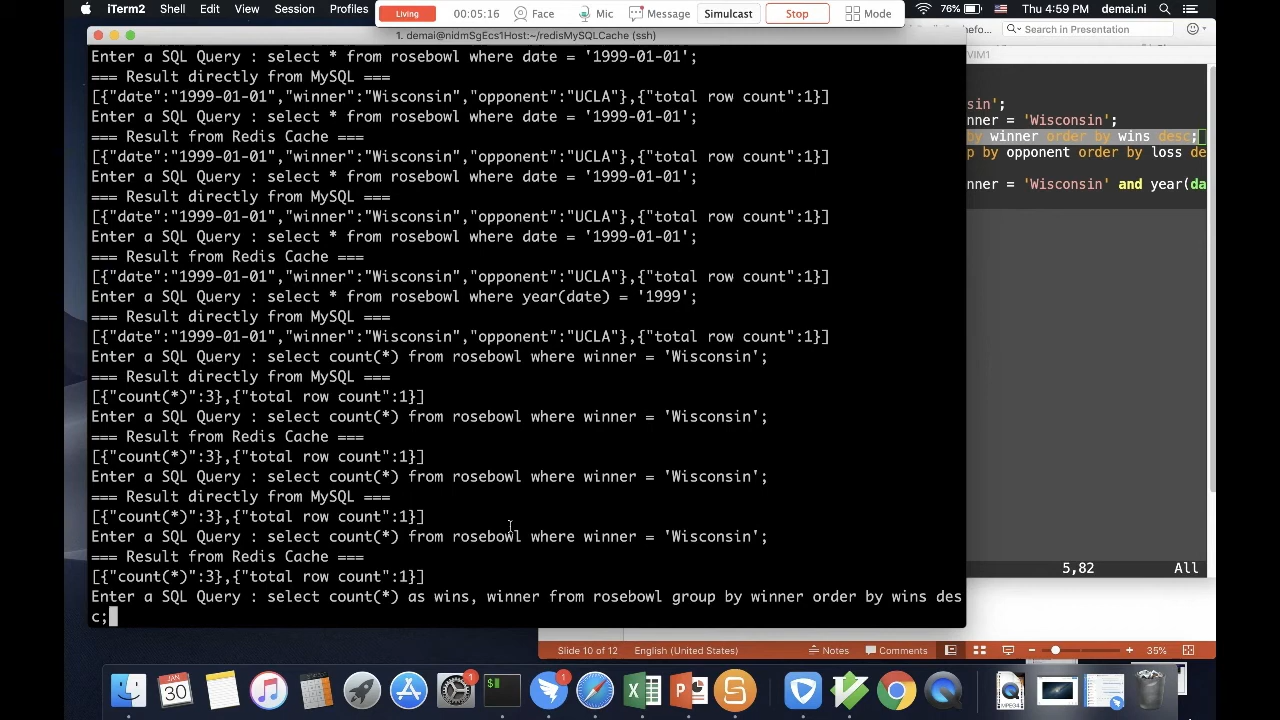 iTerm2 Shell Edit View Session Profiles
Living 00:05:16 Face Mic Message Simulcast Stop Mode
76% Thu 4:59 PM demai.ni
1. demai@nidmSgEcs1Host:~/redisMySQLCache (ssh)
Search in Presentation
VIM1
Enter a SQL Query : select * from rosebowl where date = '1999-01-01';
=== Result directly from MySQL ===
[{"date":"1999-01-01","winner":"Wisconsin","opponent":"UCLA"},{"total row count":1}]
Enter a SQL Query : select * from rosebowl where date = '1999-01-01';
=== Result from Redis Cache ===
[{"date":"1999-01-01","winner":"Wisconsin","opponent":"UCLA"},{"total row count":1}]
Enter a SQL Query : select * from rosebowl where date = '1999-01-01';
=== Result directly from MySQL ===
[{"date":"1999-01-01","winner":"Wisconsin","opponent":"UCLA"},{"total row count":1}]
Enter a SQL Query : select * from rosebowl where date = '1999-01-01';
=== Result from Redis Cache ===
[{"date":"1999-01-01","winner":"Wisconsin","opponent":"UCLA"},{"total row count":1}]
Enter a SQL Query : select * from rosebowl where year(date) = '1999';
=== Result directly from MySQL ===
[{"date":"1999-01-01","winner":"Wisconsin","opponent":"UCLA"},{"total row count":1}]
Enter a SQL Query : select count(*) from rosebowl where winner = 'Wisconsin';
=== Result directly from MySQL ===
[{"count(*)":3},{"total row count":1}]
Enter a SQL Query : select count(*) from rosebowl where winner = 'Wisconsin';
=== Result from Redis Cache ===
[{"count(*)":3},{"total row count":1}]
Enter a SQL Query : select count(*) from rosebowl where winner = 'Wisconsin';
=== Result directly from MySQL ===
[{"count(*)":3},{"total row count":1}]
Enter a SQL Query : select count(*) from rosebowl where winner = 'Wisconsin';
=== Result from Redis Cache ===
[{"count(*)":3},{"total row count":1}]
Enter a SQL Query : select count(*) as wins, winner from rosebowl group by winner order by wins des
c;
sin';
nner = 'Wisconsin';
by winner order by wins desc;
p by opponent order by loss de
nner = 'Wisconsin' and year(da
5,82 All
Slide 10 of 12 English (United States) Notes Comments 35%
JAN
30
1
1